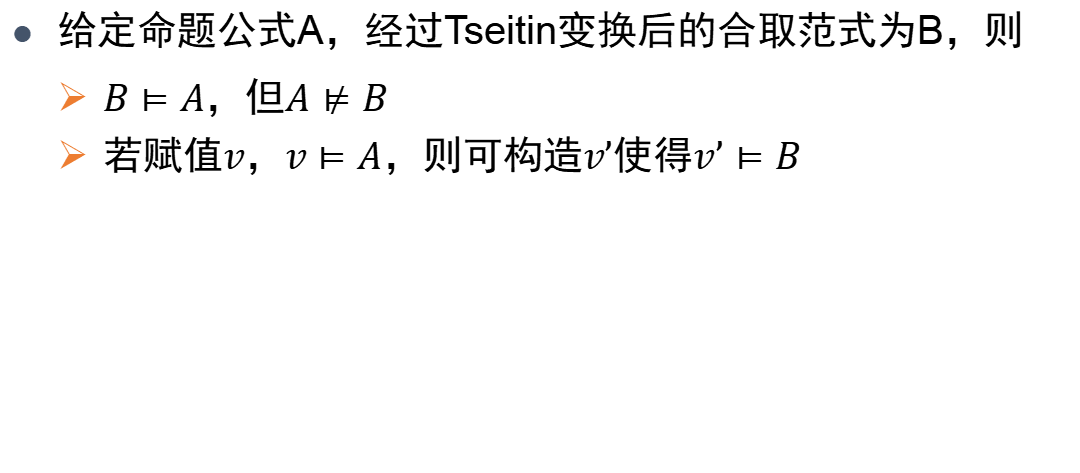 ● 给定命题公式A，经过Tseitin变换后的合取范式为B，则
➢ B ⊨ A，但A ⊭ B
➢ 若赋值v，v ⊨ A，则可构造v’使得v’ ⊨ B